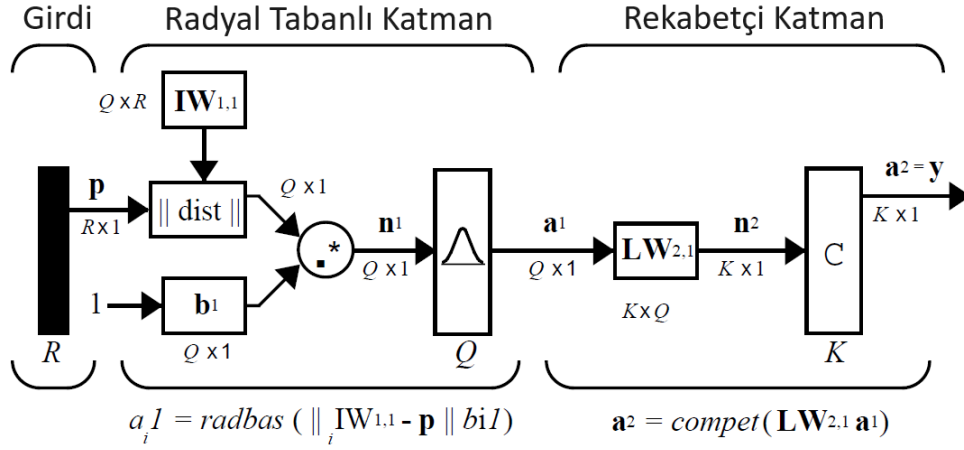 Girdi Radyal Tabanlı Katman Rekabetçi Katman
Q x R IW1,1
p || dist || Q x 1 n1 a1 LW2,1 n2 C a2 = y
R x 1 .* Q x 1 Q x 1 K x 1 K x 1
1 b1 K x Q
Q x 1
R Q K
ai1 = radbas ( || iIW1,1 - p || bi1) a2 = compet( LW2,1 a1)